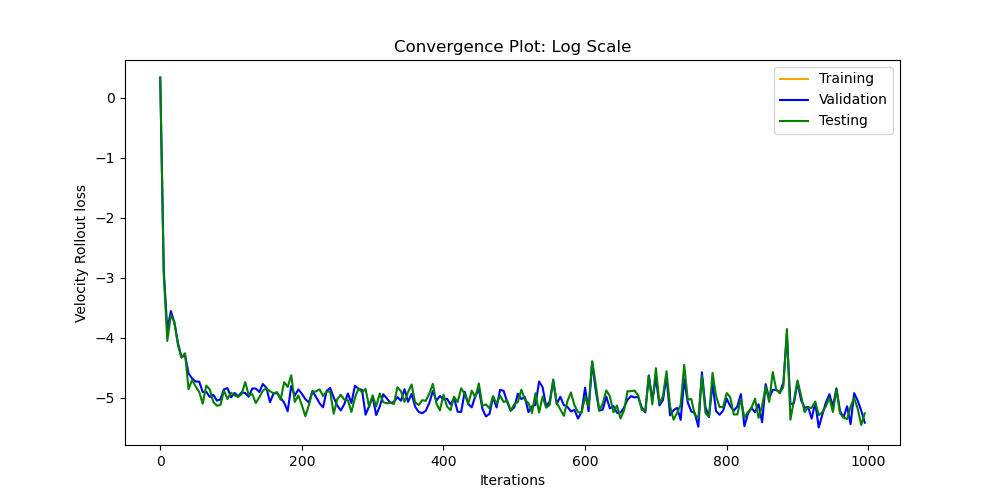 Convergence Plot: Log Scale
Training
Validation
Testing
Velocity Rollout loss
0
−1
−2
−3
−4
−5
0
200
400
600
800
1000
Iterations